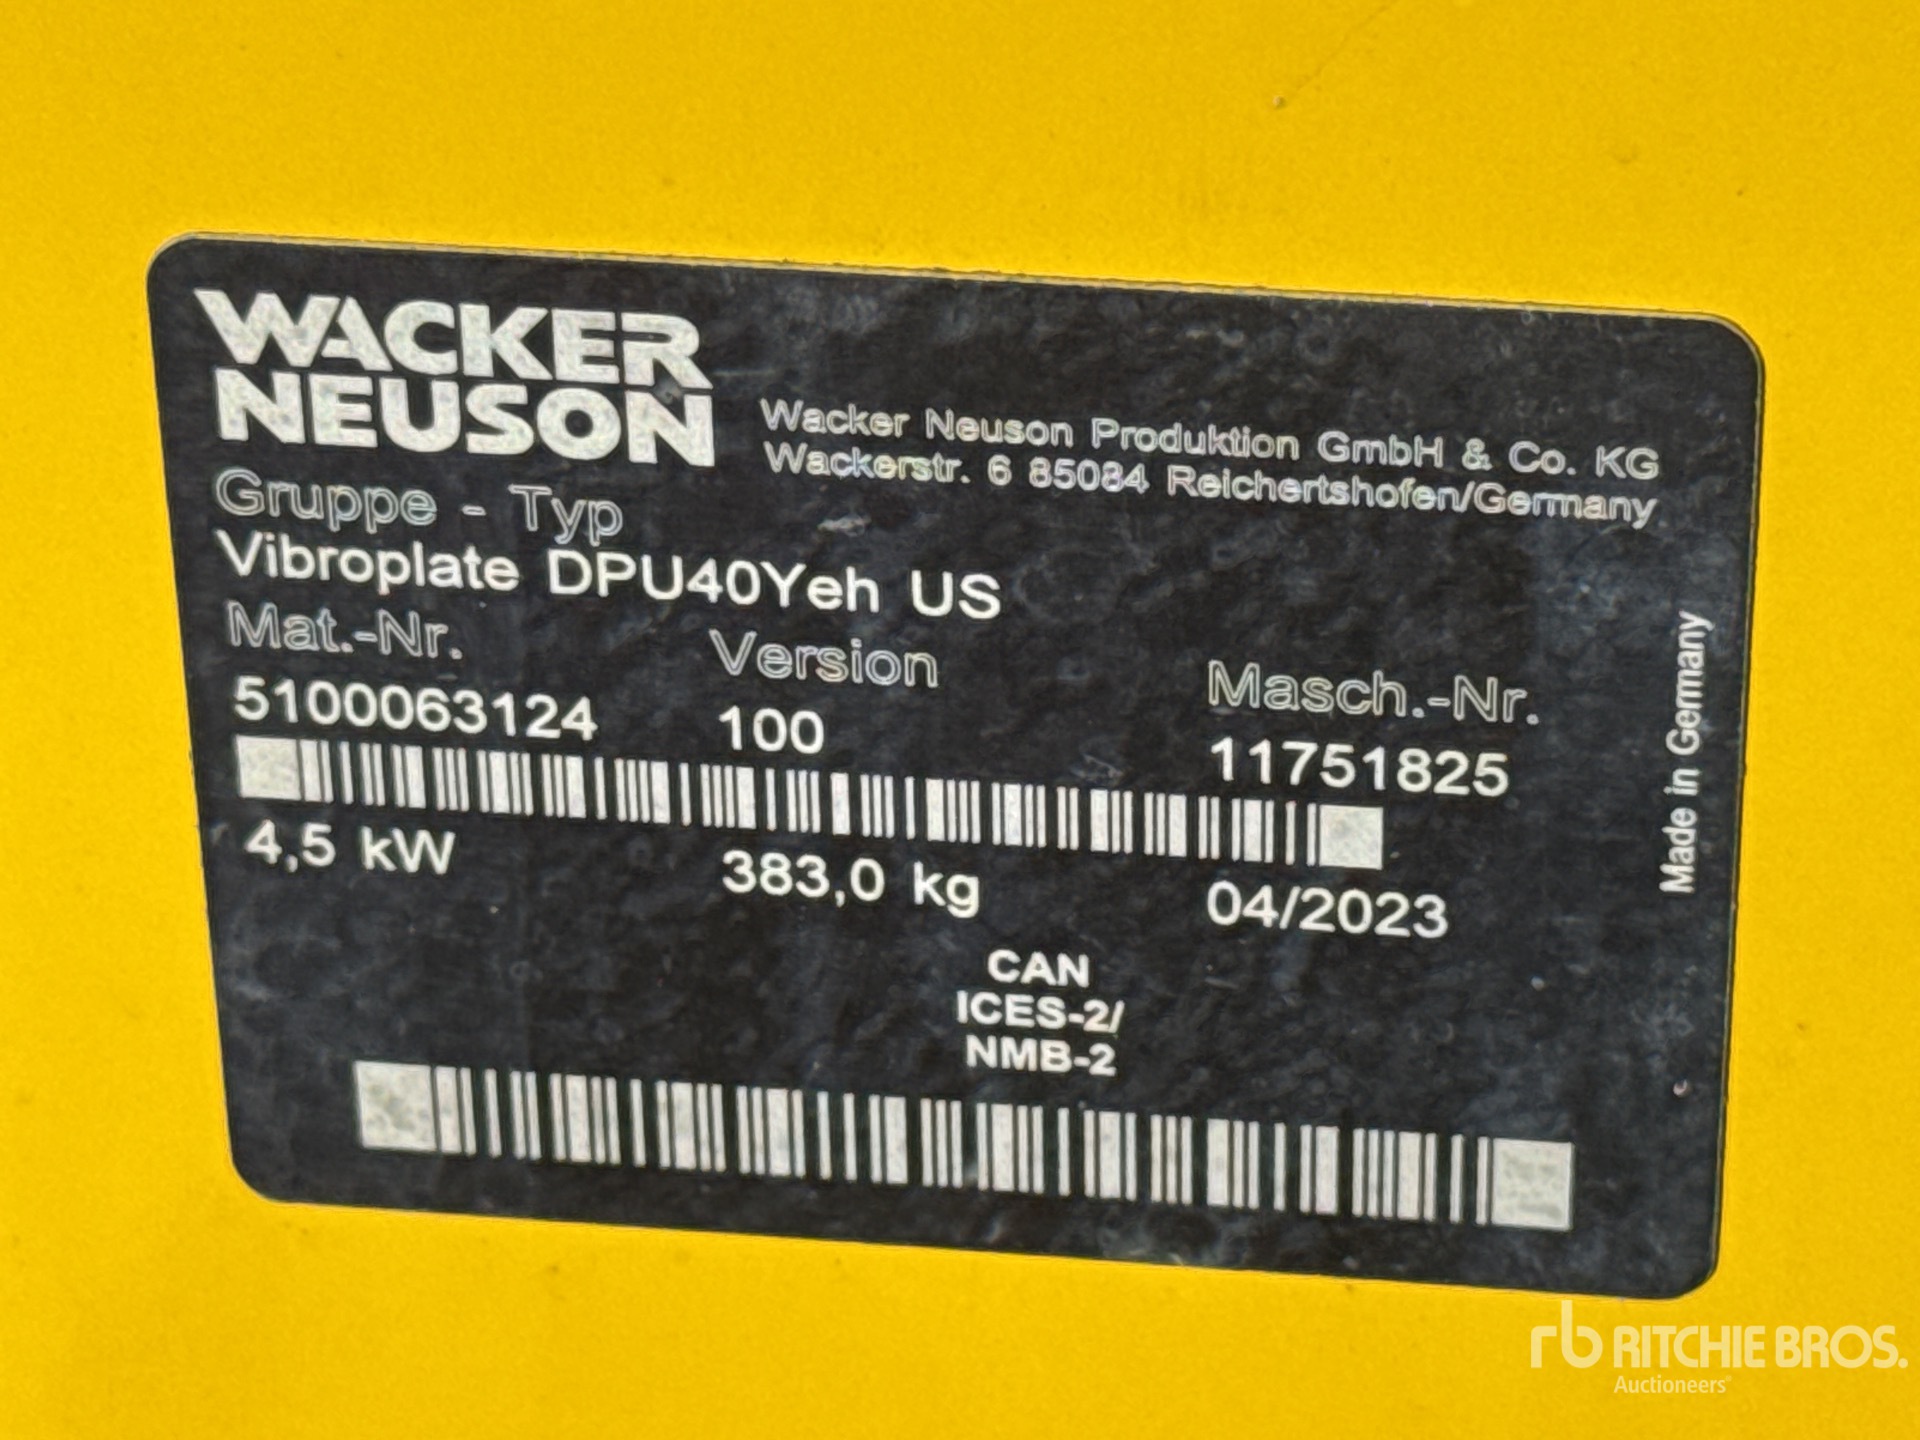 WACKER
NEUSON
Wacker Neuson Produktion GmbH & Co. KG
Wackerstr. 6 85084 Reichertshofen/Germany
Gruppe - Typ
Vibroplate DPU40Yeh US
Mat.-Nr. Version Masch.-Nr.
5100063124 100 11751825
4,5 kW 383,0 kg 04/2023
CAN
ICES-2/
NMB-2
Made in Germany
rb RITCHIE BROS.
Auctioneers